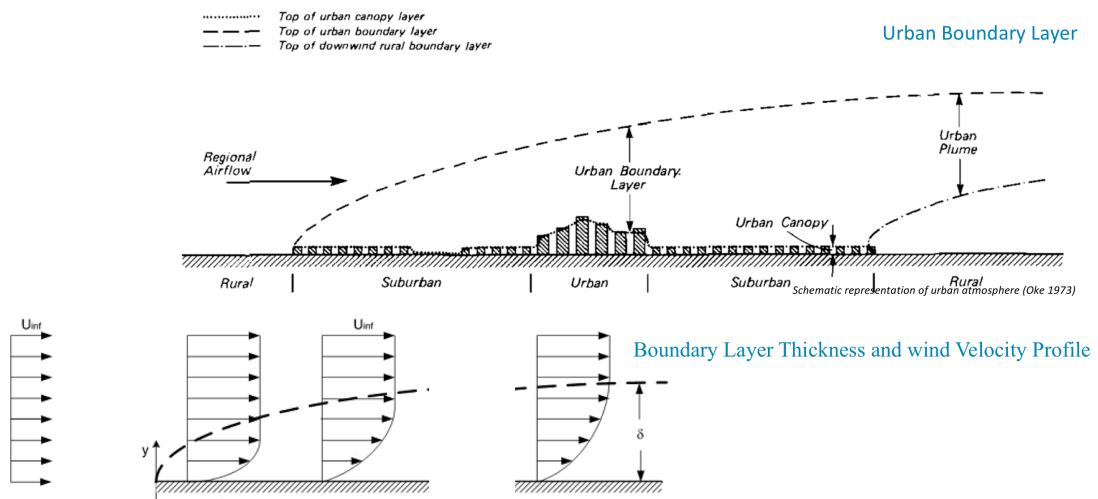 Top of urban canopy layer
Top of urban boundary layer
Top of downwind rural boundary layer
Urban Boundary Layer
Regional
Airflow
Urban Boundary
Layer
Urban
Plume
Urban Canopy
Rural
Suburban
Urban
Suburban
Rural
Schematic representation of urban atmosphere (Oke 1973)
Uinf
Uinf
Boundary Layer Thickness and wind Velocity Profile
y
δ